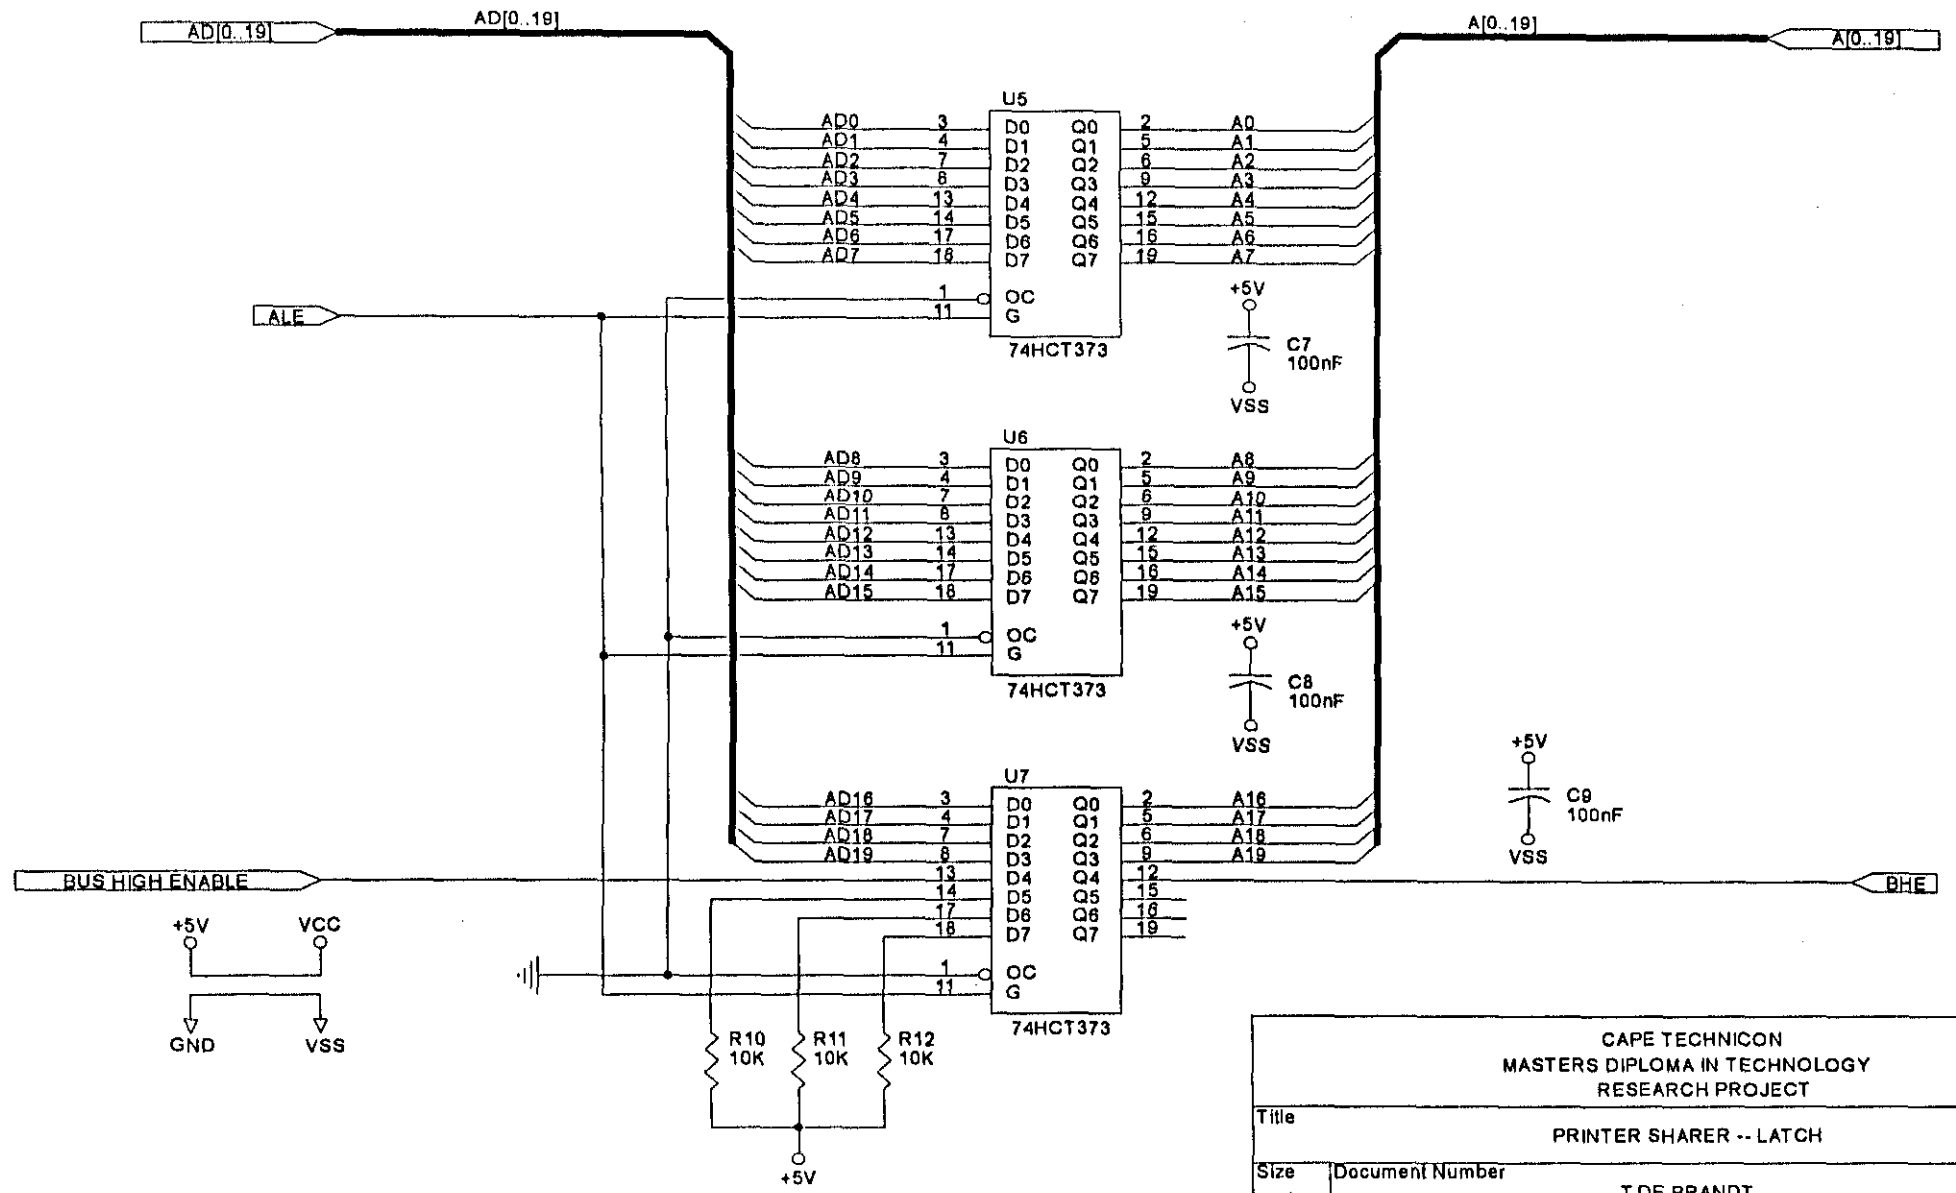 AD[0..19]
AD[0..19]
A[0..19]
A[0..19]
U5
AD0 3 D0 Q0 2 A0
AD1 4 D1 Q1 5 A1
AD2 7 D2 Q2 6 A2
AD3 8 D3 Q3 9 A3
AD4 13 D4 Q4 12 A4
AD5 14 D5 Q5 15 A5
AD6 17 D6 Q6 16 A6
AD7 18 D7 Q7 19 A7
1 OC
ALE 11 G
74HCT373
+5V
C7
100nF
VSS
U6
AD8 3 D0 Q0 2 A8
AD9 4 D1 Q1 5 A9
AD10 7 D2 Q2 6 A10
AD11 8 D3 Q3 9 A11
AD12 13 D4 Q4 12 A12
AD13 14 D5 Q5 15 A13
AD14 17 D6 Q6 16 A14
AD15 18 D7 Q7 19 A15
1 OC
11 G
74HCT373
+5V
C8
100nF
VSS
U7
AD16 3 D0 Q0 2 A16
AD17 4 D1 Q1 5 A17
AD18 7 D2 Q2 6 A18
AD19 8 D3 Q3 9 A19
BUS HIGH ENABLE 13 D4 Q4 12 BHE
14 D5 Q5 15
17 D6 Q6 16
18 D7 Q7 19
1 OC
11 G
74HCT373
+5V
C9
100nF
VSS
+5V VCC
GND VSS
R10 R11 R12
10K 10K 10K
+5V
CAPE TECHNICON
MASTERS DIPLOMA IN TECHNOLOGY
RESEARCH PROJECT
Title
PRINTER SHARER -- LATCH
Size Document Number
T.DE BRANDT